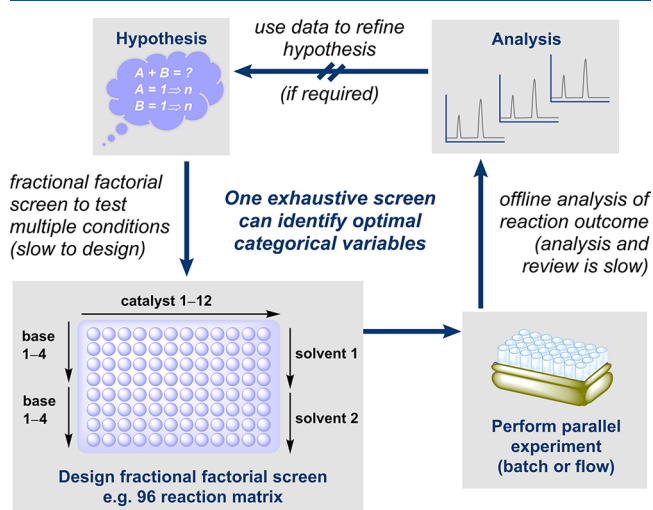 Hypothesis
A + B = ?
A = 1⇒n
B = 1⇒n
use data to refine
hypothesis
(if required)
Analysis
fractional factorial
screen to test
multiple conditions
(slow to design)
One exhaustive screen
can identify optimal
categorical variables
offline analysis of
reaction outcome
(analysis and
review is slow)
catalyst 1–12
base
1–4
base
1–4
solvent 1
solvent 2
Design fractional factorial screen
e.g. 96 reaction matrix
Perform parallel
experiment
(batch or flow)